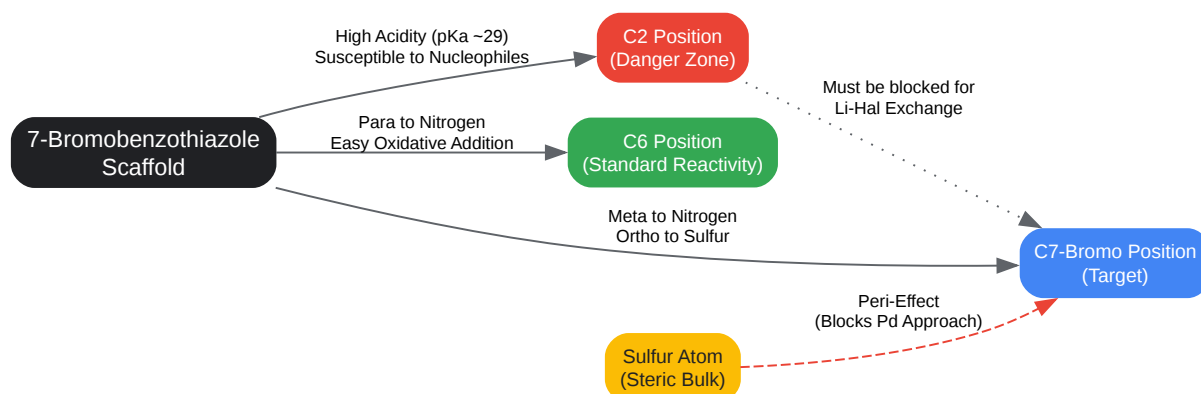 7-Bromobenzothiazole
Scaffold
High Acidity (pKa ~29)
Susceptible to Nucleophiles
C2 Position
(Danger Zone)
Must be blocked for
Li-Hal Exchange
Para to Nitrogen
Easy Oxidative Addition
C6 Position
(Standard Reactivity)
Meta to Nitrogen
Ortho to Sulfur
C7-Bromo Position
(Target)
Peri-Effect
(Blocks Pd Approach)
Sulfur Atom
(Steric Bulk)